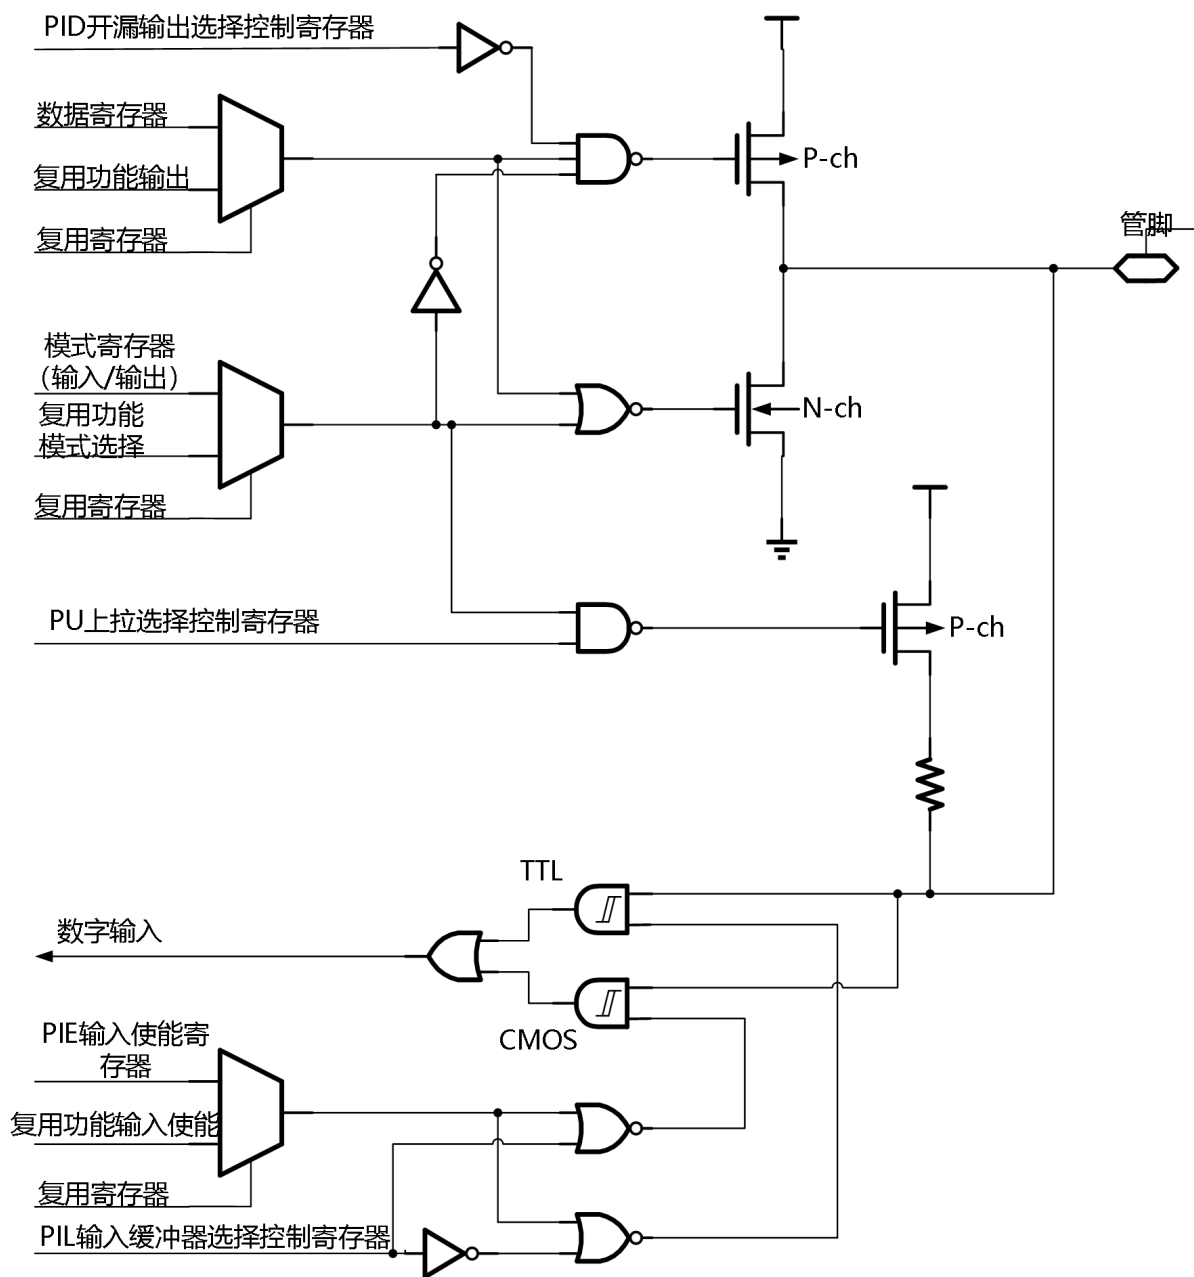 PID开漏输出选择控制寄存器
数据寄存器
P-ch
复用功能输出
管脚
复用寄存器
模式寄存器
(输入/输出)
复用功能
N-ch
模式选择
复用寄存器
PU上拉选择控制寄存器
P-ch
TTL
数字输入
CMOS
PIE输入使能寄
存器
复用功能输入使能
复用寄存器
PIL输入缓冲器选择控制寄存器